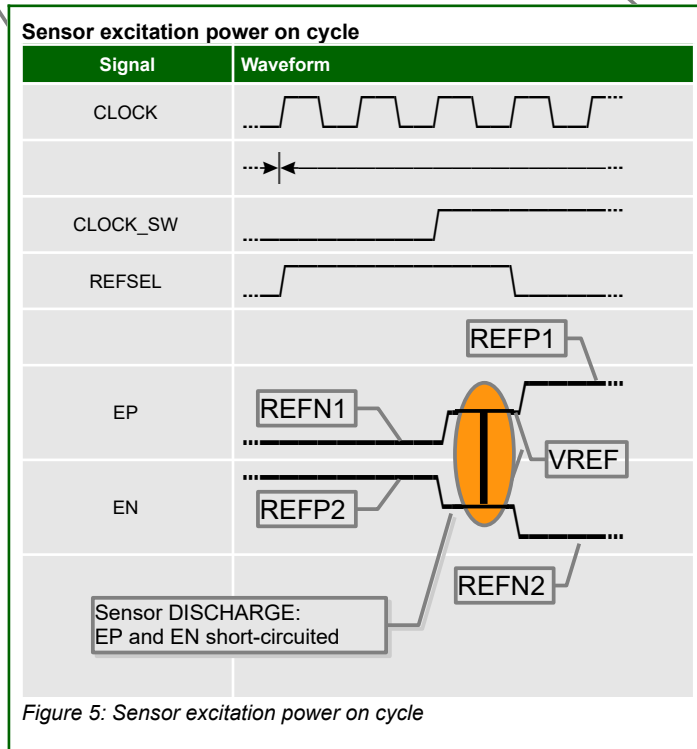 Sensor excitation power on cycle
Signal Waveform
CLOCK
CLOCK_SW
REFSEL
REFP1
EP
REFN1
VREF
EN
REFP2
REFN2
Sensor DISCHARGE:
EP and EN short-circuited
Figure 5: Sensor excitation power on cycle